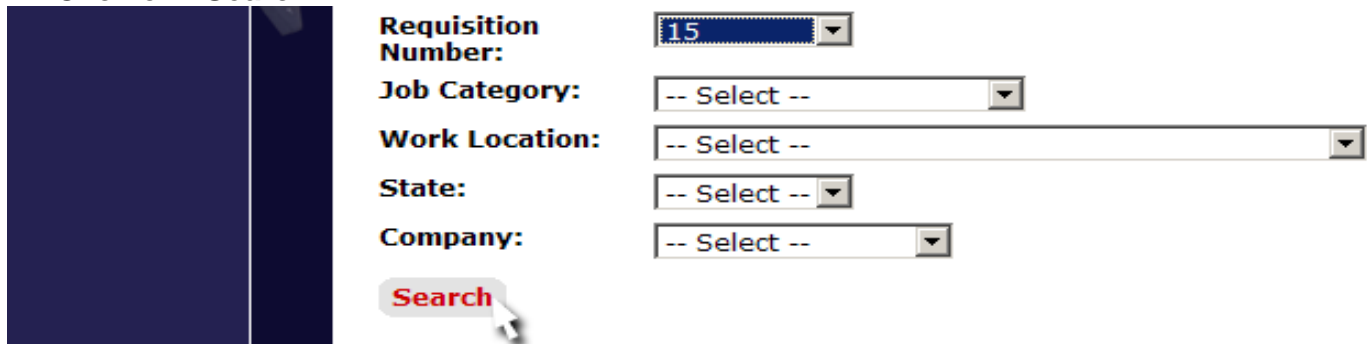 Requisition
Number: 15
Job Category: -- Select --
Work Location: -- Select --
State: -- Select --
Company: -- Select --
Search